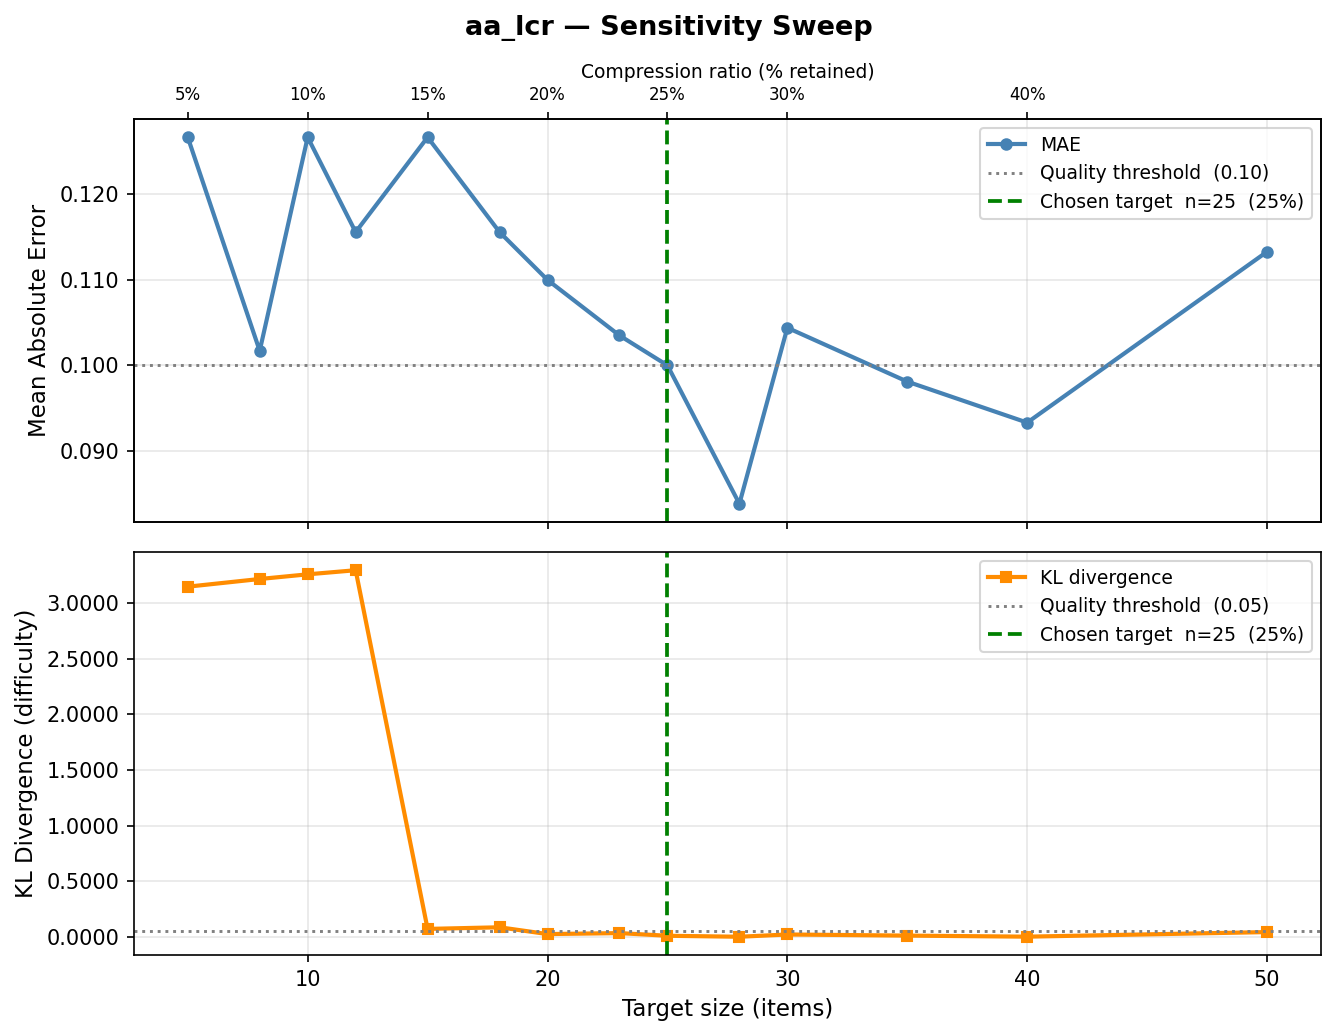 aa_lcr — Sensitivity Sweep
Compression ratio (% retained)
5% 10% 15% 20% 25% 30% 40%
MAE
Quality threshold  (0.10)
Chosen target  n=25  (25%)
Mean Absolute Error
0.120
0.110
0.100
0.090
KL divergence
Quality threshold  (0.05)
Chosen target  n=25  (25%)
KL Divergence (difficulty)
3.0000
2.5000
2.0000
1.5000
1.0000
0.5000
0.0000
10 20 30 40 50
Target size (items)